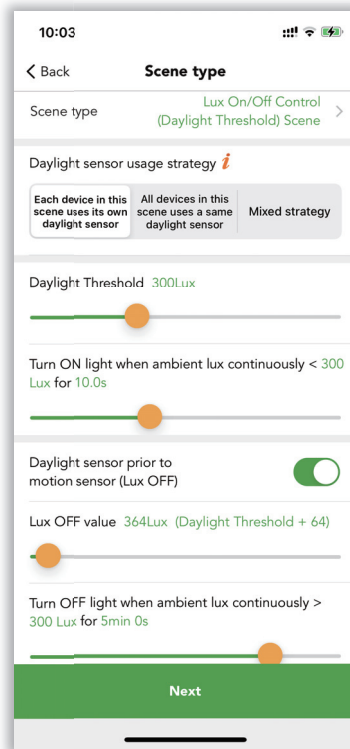 10:03
Back
Scene type
Scene type
Lux On/Off Control
(Daylight Threshold) Scene
Daylight sensor usage strategy i
Each device in this
scene uses its own
daylight sensor
All devices in this
scene uses a same
daylight sensor
Mixed strategy
Daylight Threshold 300Lux
Turn ON light when ambient lux continuously < 300
Lux for 10.0s
Daylight sensor prior to
motion sensor (Lux OFF)
Lux OFF value 364Lux (Daylight Threshold + 64)
Turn OFF light when ambient lux continuously >
300 Lux for 5min 0s
Next